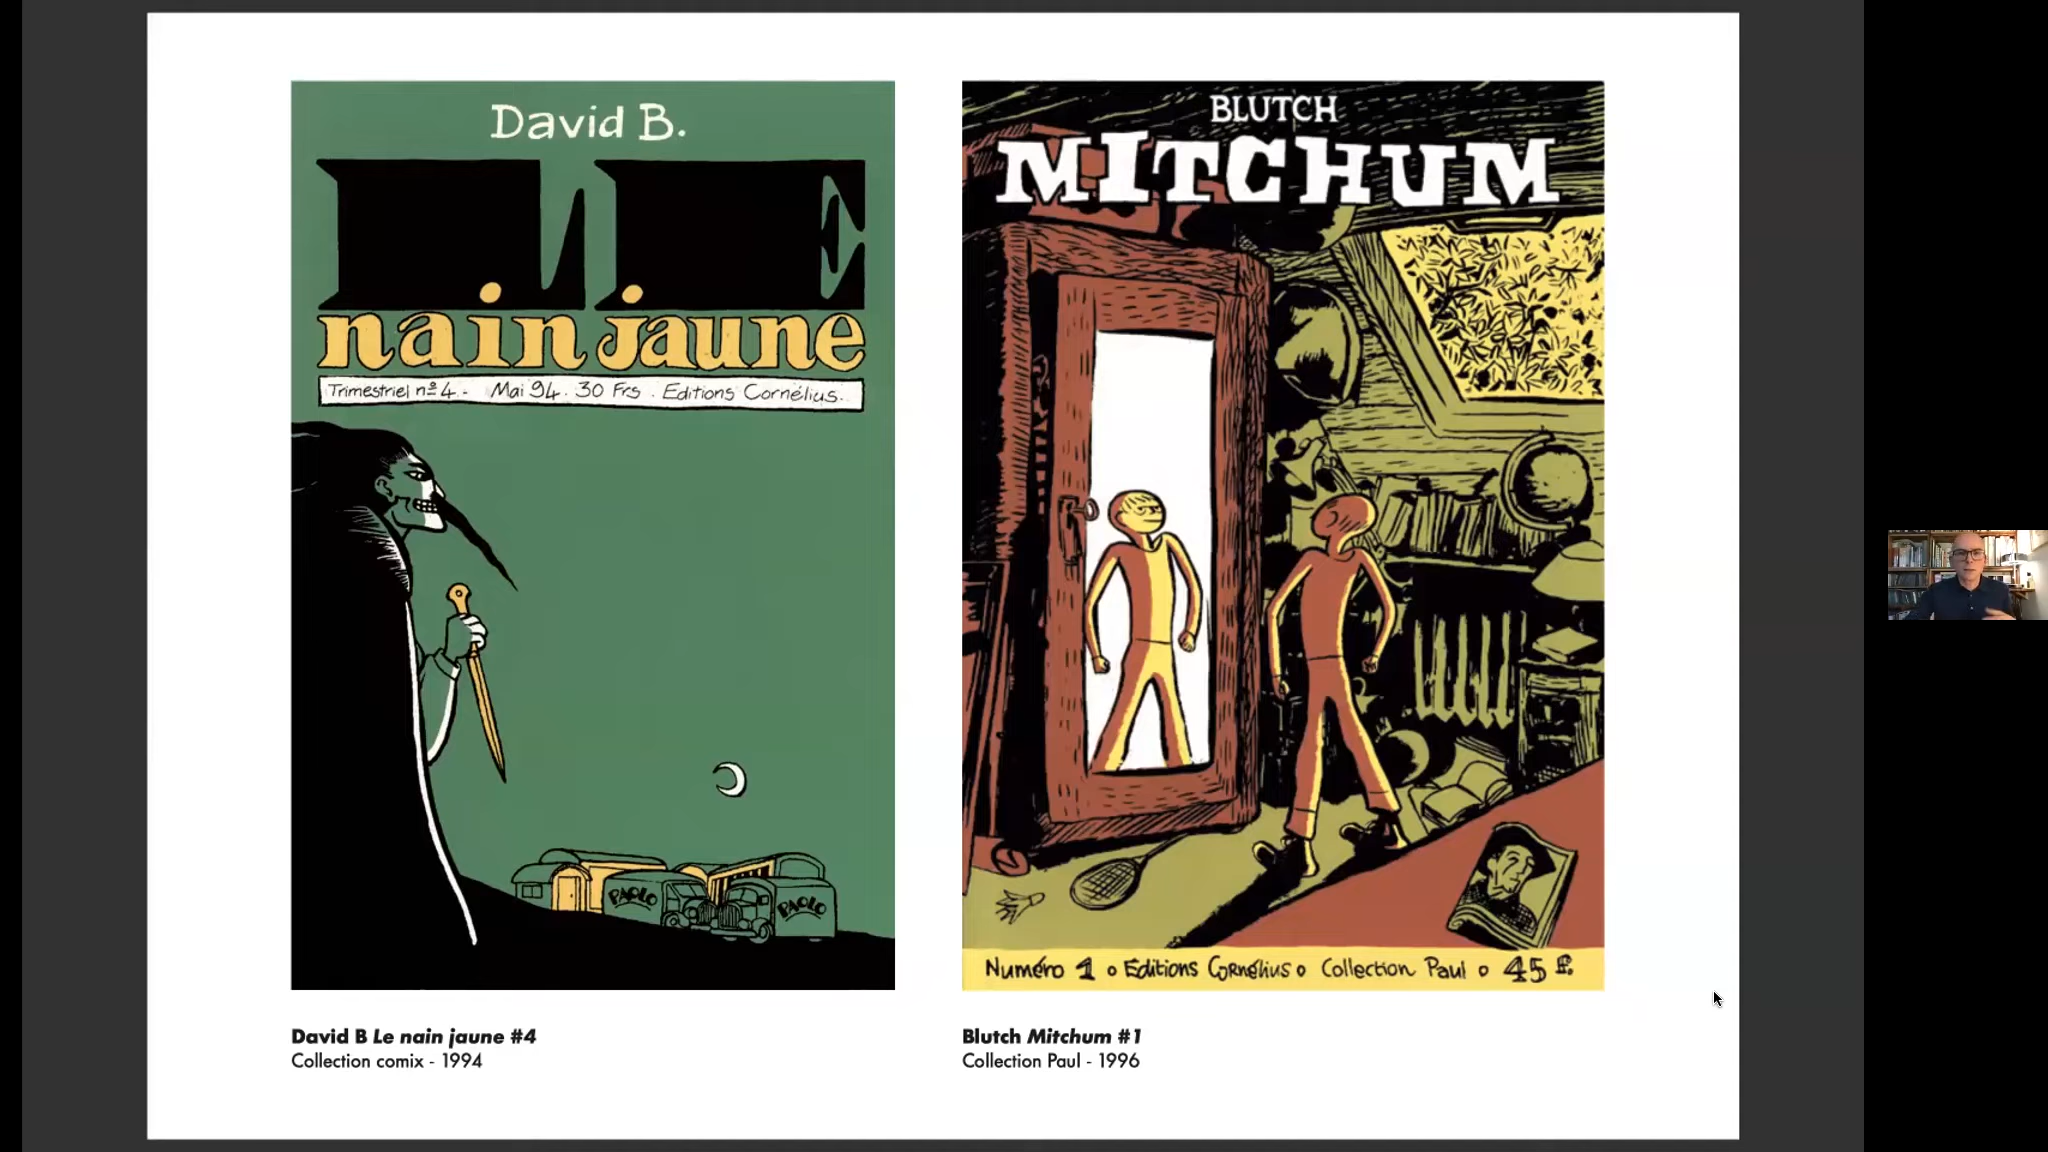 David B.
LE
nain jaune
Trimestriel nº 4 - Mai 94 . 30 Frs . Editions Cornélius.
PAOLO
PAOLO
David B Le nain jaune #4
Collection comix - 1994
BLUTCH
MITCHUM
Numéro 1 o Editions Cornélius o Collection Paul o 45 F.
Blutch Mitchum #1
Collection Paul - 1996